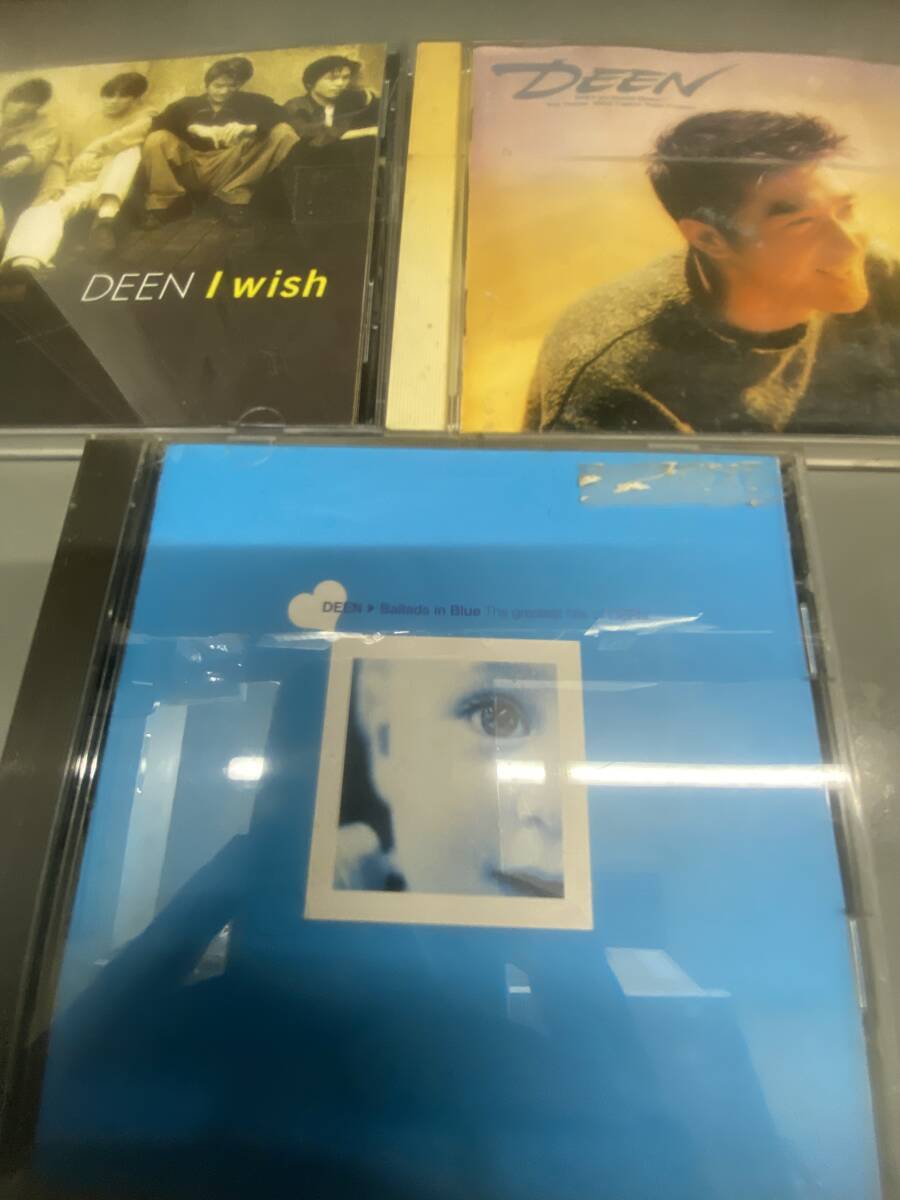 DEEN I wish
DEEN
DEEN ▶ Ballads in Blue The greatest hits of DEEN